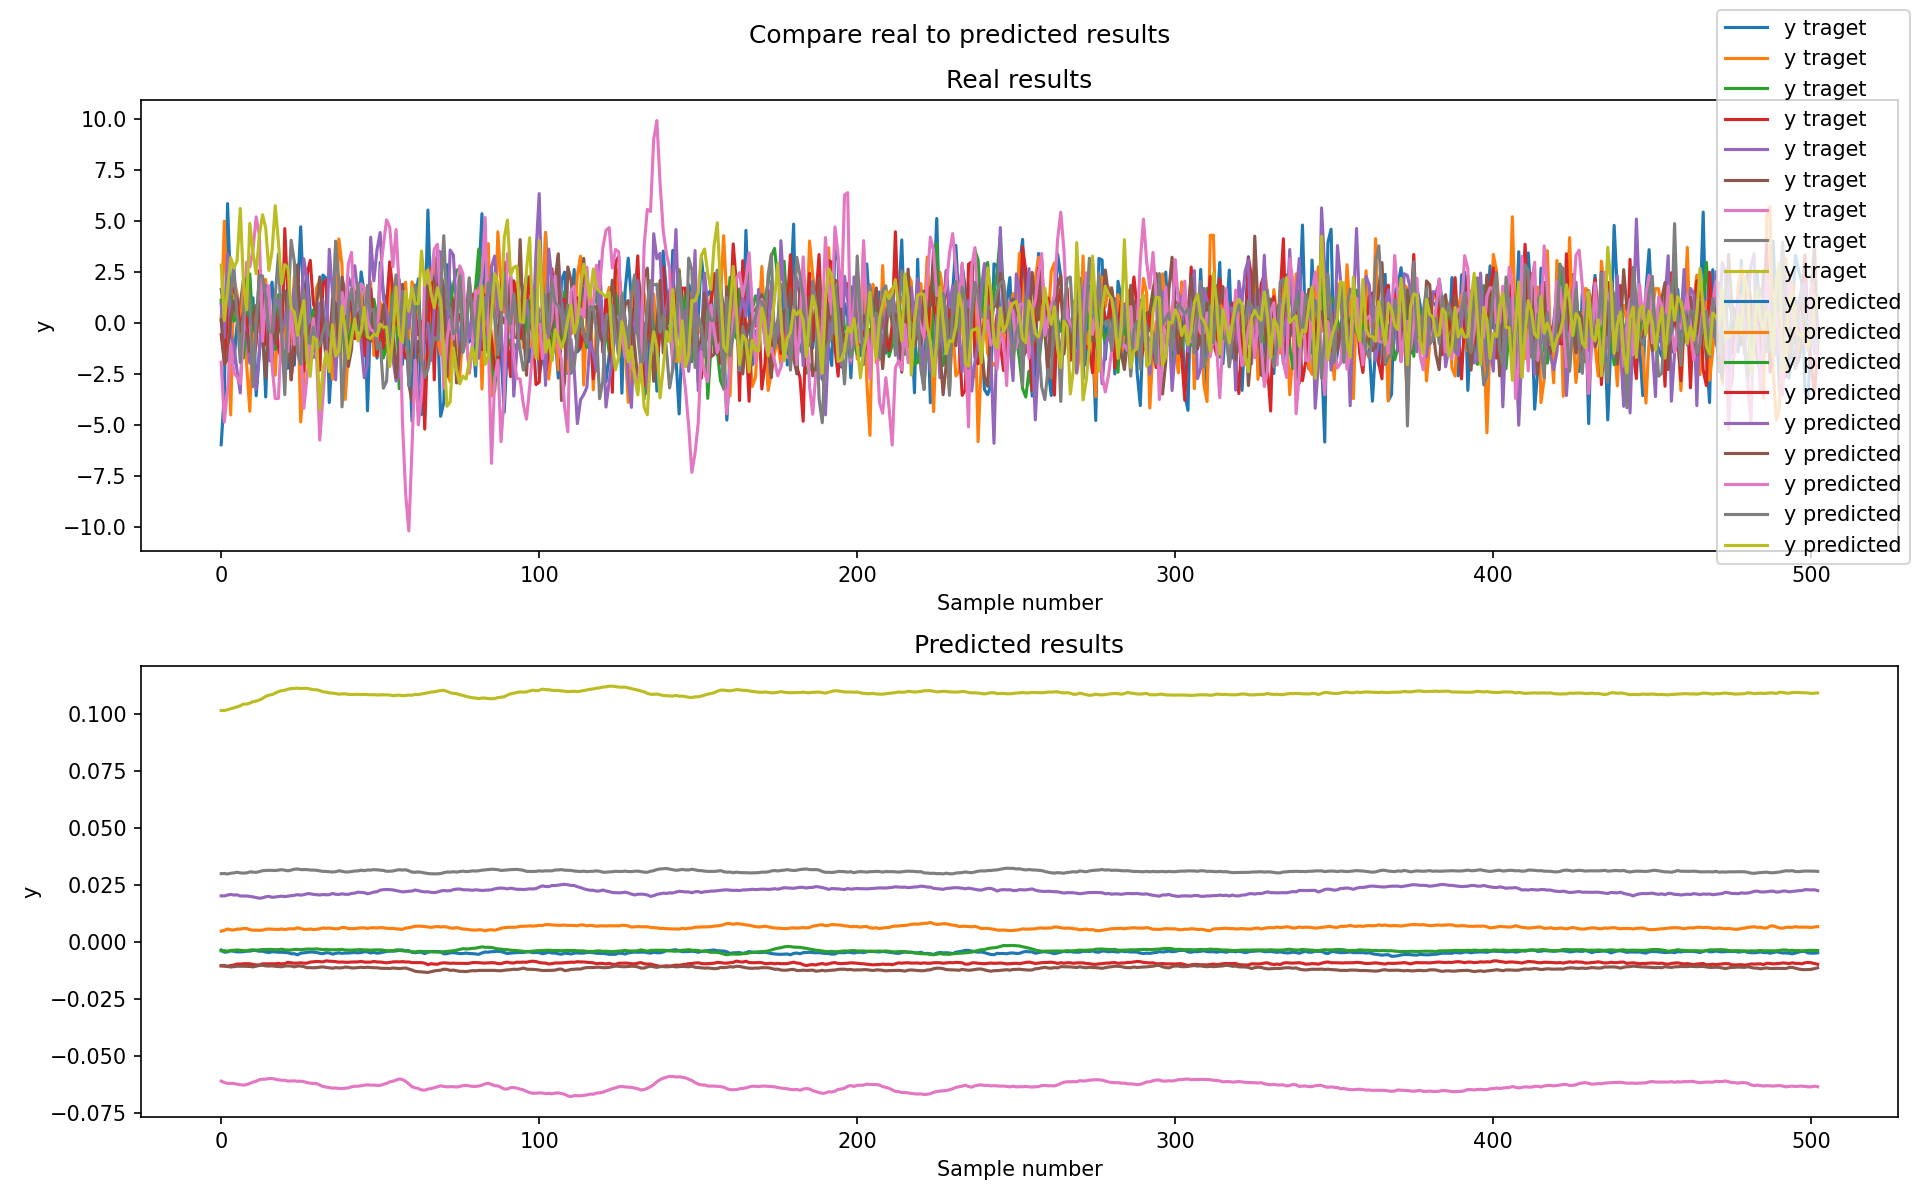 Compare real to predicted results
Real results
y traget
y traget
y traget
y traget
y traget
y traget
y traget
y traget
y traget
y predicted
y predicted
y predicted
y predicted
y predicted
y predicted
y predicted
y predicted
y predicted
10.0
7.5
5.0
2.5
0.0
−2.5
−5.0
−7.5
−10.0
y
0 100 200 300 400 500
Sample number
Predicted results
0.100
0.075
0.050
0.025
0.000
−0.025
−0.050
−0.075
y
0 100 200 300 400 500
Sample number